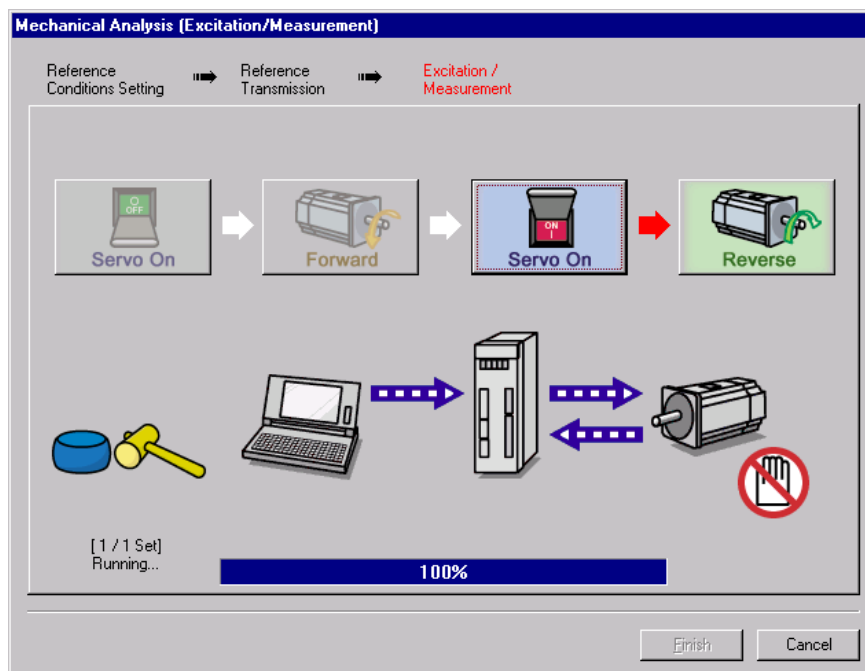 Mechanical Analysis (Excitation/Measurement)
Reference
Conditions Setting
Reference
Transmission
Excitation /
Measurement
O
OFF
Servo On
Forward
ON
I
Servo On
Reverse
[ 1 / 1 Set]
Running...
100%
Finish
Cancel